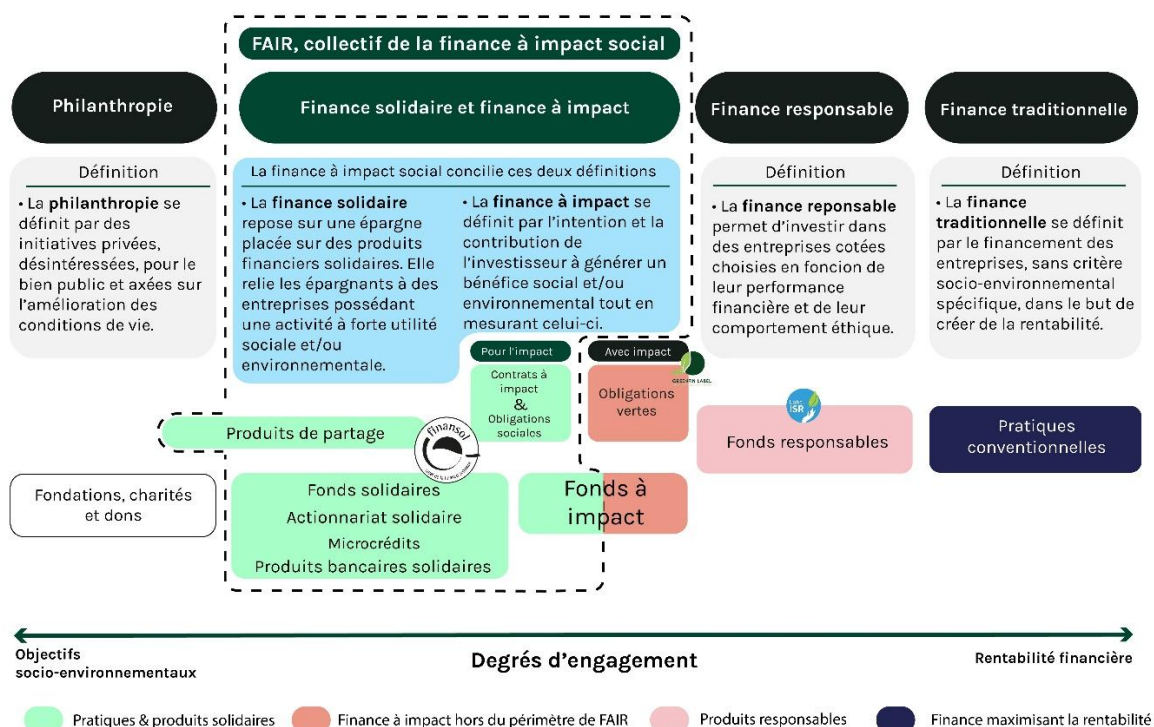 FAIR, collectif de la finance à impact social
Philanthropie
Finance solidaire et finance à impact
Finance responsable
Finance traditionnelle
Définition
• La philanthropie se
définit par des
initiatives privées,
désintéressées, pour le
bien public et axées sur
l'amélioration des
conditions de vie.
La finance à impact social concilie ces deux définitions
• La finance solidaire
repose sur une épargne
placée sur des produits
financiers solidaires. Elle
relie les épargnants à des
entreprises possédant
une activité à forte utilité
sociale et/ou
environnementale.
• La finance à impact se
définit par l'intention et la
contribution de
l'investisseur à générer un
bénéfice social et/ou
environnemental tout en
mesurant celui-ci.
Définition
• La finance reponsable
permet d'investir dans
des entreprises cotées
choisies en foncion de
leur performance
financière et de leur
comportement éthique.
Définition
• La finance
traditionnelle se définit
par le financement des
entreprises, sans critère
socio-environnemental
spécifique, dans le but de
créer de la rentabilité.
Pour l'impact
Contrats à
impact
&
Obligations
sociales
Avec impact
GREENFIN LABEL
Obligations
vertes
Produits de partage
finansol
Label
ISR
Fonds responsables
Pratiques
conventionnelles
Fondations, charités
et dons
Fonds solidaires
Actionnariat solidaire
Microcrédits
Produits bancaires solidaires
Fonds à
impact
Objectifs
socio-environnementaux
Degrés d'engagement
Rentabilité financière
Pratiques & produits solidaires
Finance à impact hors du périmètre de FAIR
Produits responsables
Finance maximisant la rentabilité